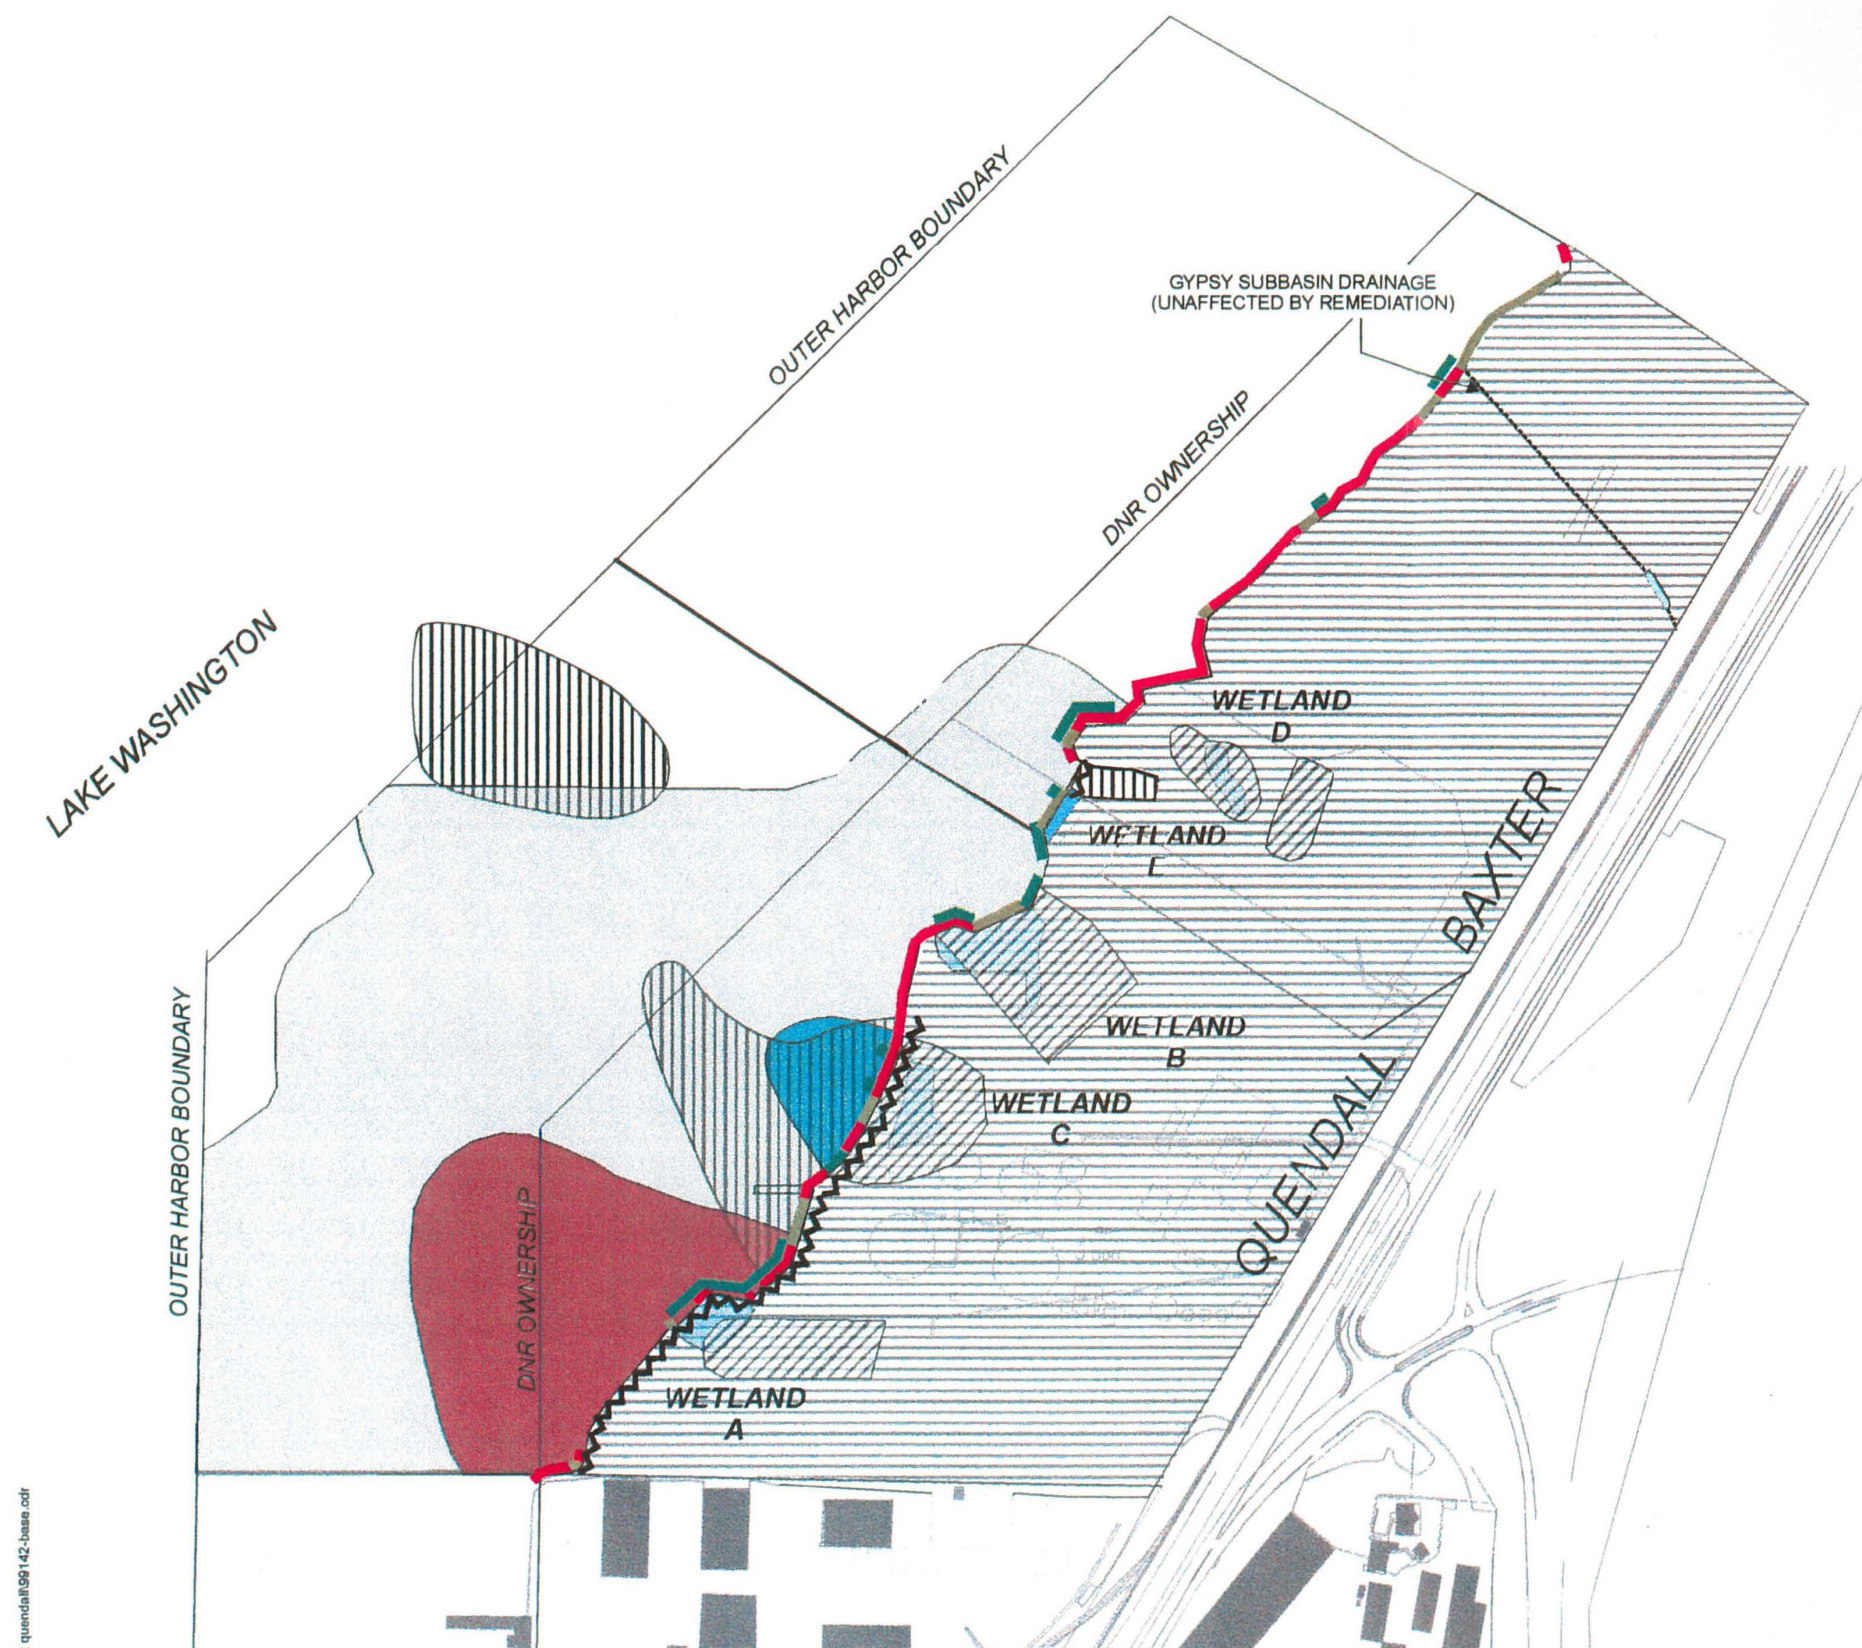 OUTER HARBOR BOUNDARY
GYPSY SUBBASIN DRAINAGE
(UNAFFECTED BY REMEDIATION)
DNR OWNERSHIP
LAKE WASHINGTON
WETLAND
D
WETLAND
E
BAXTER
WETLAND
B
QUENDALL
WETLAND
C
OUTER HARBOR BOUNDARY
DNR OWNERSHIP
WETLAND
A
quendall\99142-base.cdr